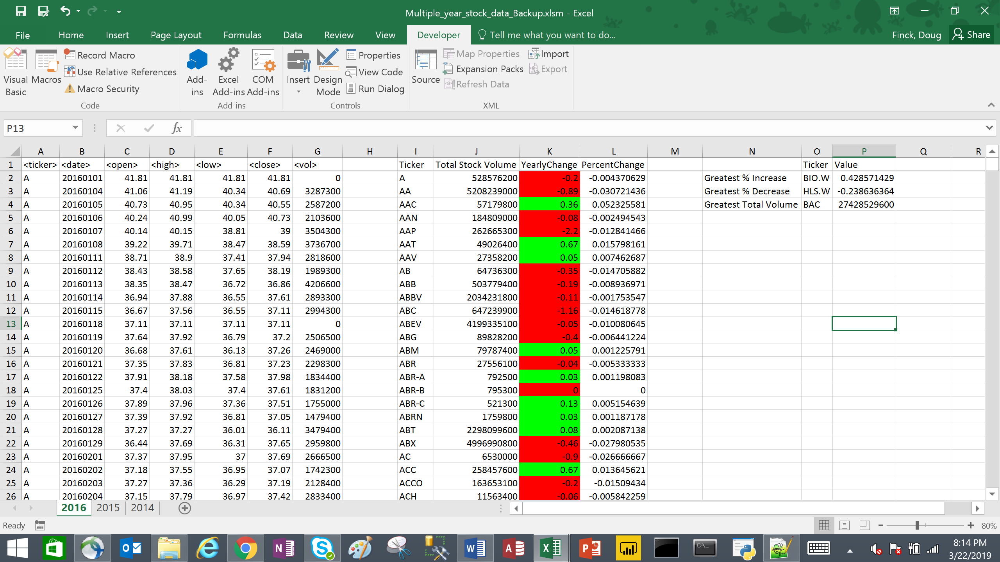 Multiple_year_stock_data_Backup.xlsm - Excel
File Home Insert Page Layout Formulas Data Review View Developer Tell me what you want to do... Finck, Doug Share
Visual Basic Macros Record Macro Use Relative References Macro Security Code
Add-ins Excel Add-ins COM Add-ins Add-ins
Insert Design Mode Properties View Code Run Dialog Controls
Source Map Properties Expansion Packs Refresh Data Import Export XML
P13 fx
A B C D E F G H I J K L M N O P Q R
1 <ticker> <date> <open> <high> <low> <close> <vol> Ticker Total Stock Volume YearlyChange PercentChange Ticker Value
2 A 20160101 41.81 41.81 41.81 41.81 0 A 528576200 -0.2 -0.004370629 Greatest % Increase BIO.W 0.428571429
3 A 20160104 41.06 41.19 40.34 40.69 3287300 AA 5208239000 -0.89 -0.030721436 Greatest % Decrease HLS.W -0.238636364
4 A 20160105 40.73 40.95 40.34 40.55 2587200 AAC 57179800 0.36 0.052325581 Greatest Total Volume BAC 27428529600
5 A 20160106 40.24 40.99 40.05 40.73 2103600 AAN 184809000 -0.08 -0.002494543
6 A 20160107 40.14 40.15 38.81 39 3504300 AAP 262665300 -2.2 -0.012841466
7 A 20160108 39.22 39.71 38.47 38.59 3736700 AAT 49026400 0.67 0.015798161
8 A 20160111 38.71 38.9 37.41 37.94 2818600 AAV 27358200 0.05 0.007462687
9 A 20160112 38.43 38.58 37.65 38.19 1989300 AB 64736300 -0.35 -0.014705882
10 A 20160113 38.35 38.47 36.72 36.86 4206600 ABB 503779400 -0.19 -0.008936971
11 A 20160114 36.94 37.88 36.55 37.61 2893300 ABBV 2034231800 -0.11 -0.001753547
12 A 20160115 36.67 37.56 36.55 37.11 2994300 ABC 647239900 -1.16 -0.014618778
13 A 20160118 37.11 37.11 37.11 37.11 0 ABEV 4199335100 -0.05 -0.010080645
14 A 20160119 37.64 37.92 36.79 37.2 2506500 ABG 89828200 -0.4 -0.006441224
15 A 20160120 36.68 37.61 36.13 37.26 2469000 ABM 79787400 0.05 0.001225791
16 A 20160121 37.35 37.83 36.81 37.23 2298300 ABR 27556100 -0.04 -0.005333333
17 A 20160122 37.91 38.18 37.58 37.98 1834400 ABR-A 792500 0.03 0.001198083
18 A 20160125 37.4 38.03 37.4 37.61 1831200 ABR-B 795300 0 0
19 A 20160126 37.89 37.96 37.36 37.51 1755000 ABR-C 521300 0.13 0.005154639
20 A 20160127 37.39 37.92 36.81 37.05 1479400 ABRN 1759800 0.03 0.001187178
21 A 20160128 37.27 37.27 36.01 36.11 3479400 ABT 2298099600 0.08 0.002087138
22 A 20160129 36.44 37.69 36.31 37.65 2959800 ABX 4996990800 -0.46 -0.027980535
23 A 20160201 37.37 37.95 37 37.69 2666500 AC 6530000 -0.9 -0.026666667
24 A 20160202 37.18 37.55 36.95 37.07 1742300 ACC 258457600 0.67 0.013645621
25 A 20160203 37.27 37.36 36.29 37.19 2128400 ACCO 163653100 -0.2 -0.01509434
26 A 20160204 37.15 37.79 36.97 37.42 2833400 ACH 11563400 -0.06 -0.005842259
2016 2015 2014
Ready 80%
8:14 PM
3/22/2019